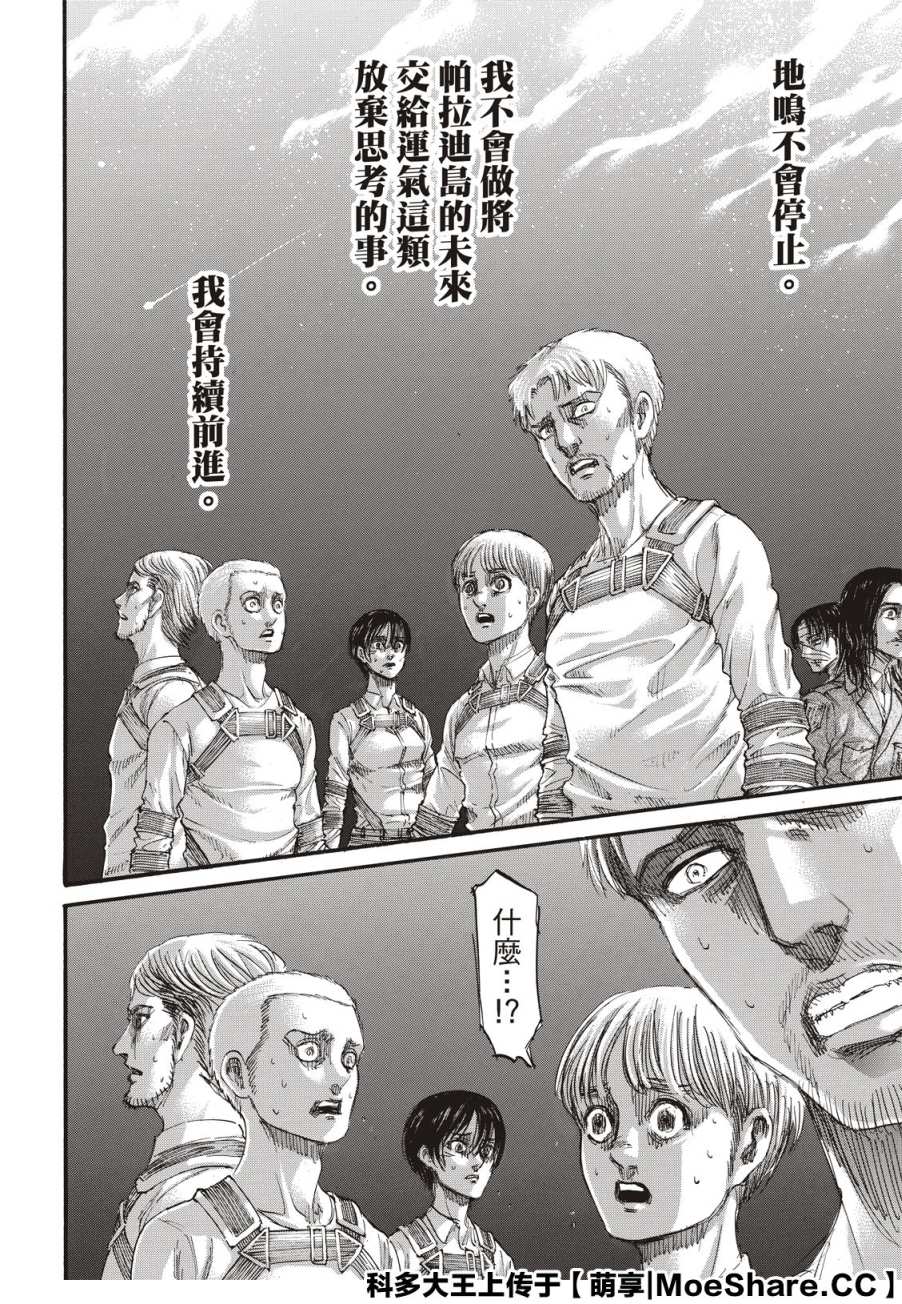 地鳴不會停止。
我不會做將
帕拉迪島的未來
交給運氣這類
放棄思考的事。
我會持續前進。
什麼…!?
科多大王上传于【萌享|MoeShare.CC】